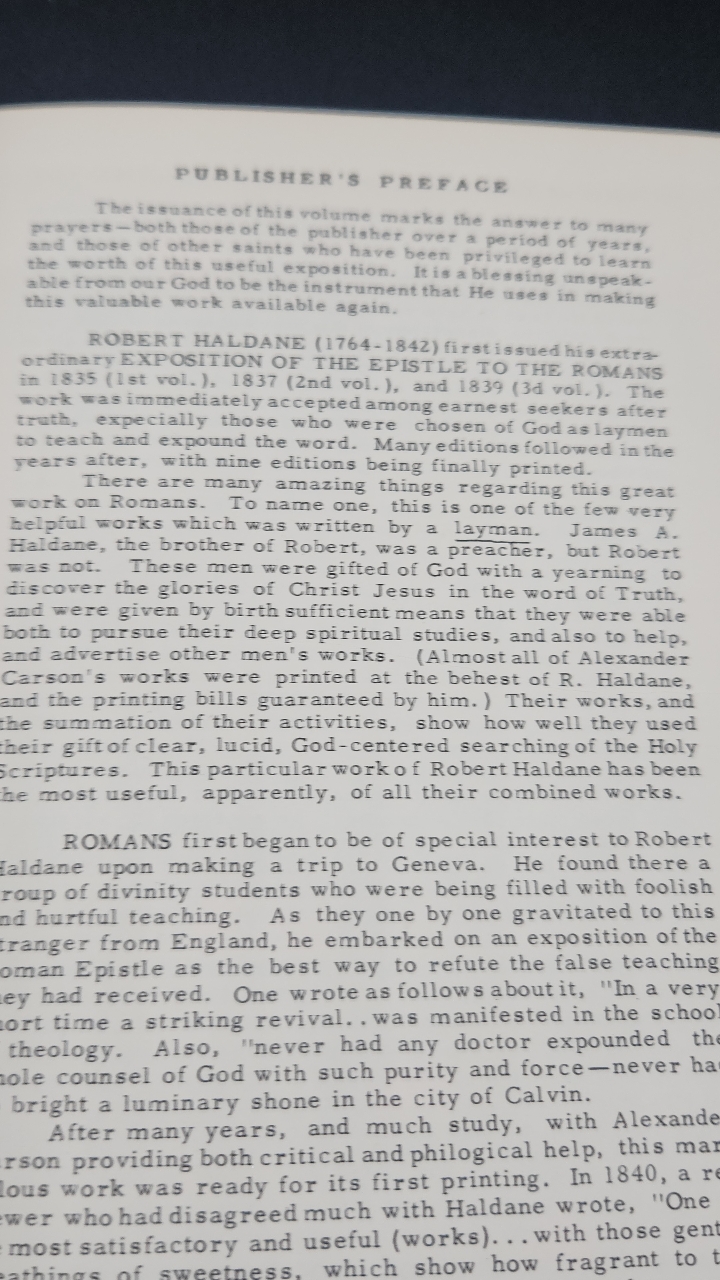 PUBLISHER'S PREFACE
The issuance of this volume marks the answer to many
prayers—both those of the publisher over a period of years,
and those of other saints who have been privileged to learn
the worth of this useful exposition. It is a blessing unspeak-
able from our God to be the instrument that He uses in making
this valuable work available again.
ROBERT HALDANE (1764-1842) first issued his extra-
ordinary EXPOSITION OF THE EPISTLE TO THE ROMANS
in 1835 (1st vol.), 1837 (2nd vol.), and 1839 (3d vol.). The
work was immediately accepted among earnest seekers after
truth, expecially those who were chosen of God as laymen
to teach and expound the word. Many editions followed in the
years after, with nine editions being finally printed.
There are many amazing things regarding this great
work on Romans. To name one, this is one of the few very
helpful works which was written by a layman. James A.
Haldane, the brother of Robert, was a preacher, but Robert
was not. These men were gifted of God with a yearning to
discover the glories of Christ Jesus in the word of Truth,
and were given by birth sufficient means that they were able
both to pursue their deep spiritual studies, and also to help,
and advertise other men's works. (Almost all of Alexander
Carson's works were printed at the behest of R. Haldane,
and the printing bills guaranteed by him.) Their works, and
the summation of their activities, show how well they used
their gift of clear, lucid, God-centered searching of the Holy
Scriptures. This particular work of Robert Haldane has been
he most useful, apparently, of all their combined works.
ROMANS first began to be of special interest to Robert
Haldane upon making a trip to Geneva. He found there a
roup of divinity students who were being filled with foolish
nd hurtful teaching. As they one by one gravitated to this
tranger from England, he embarked on an exposition of the
oman Epistle as the best way to refute the false teaching
ey had received. One wrote as follows about it, "In a very
ort time a striking revival..was manifested in the school
theology. Also, "never had any doctor expounded the
ole counsel of God with such purity and force—never ha
bright a luminary shone in the city of Calvin.
After many years, and much study, with Alexande
rson providing both critical and philogical help, this mar
lous work was ready for its first printing. In 1840, a re
ewer who had disagreed much with Haldane wrote, "One
most satisfactory and useful (works)...with those gent
eathings of sweetness, which show how fragrant to t